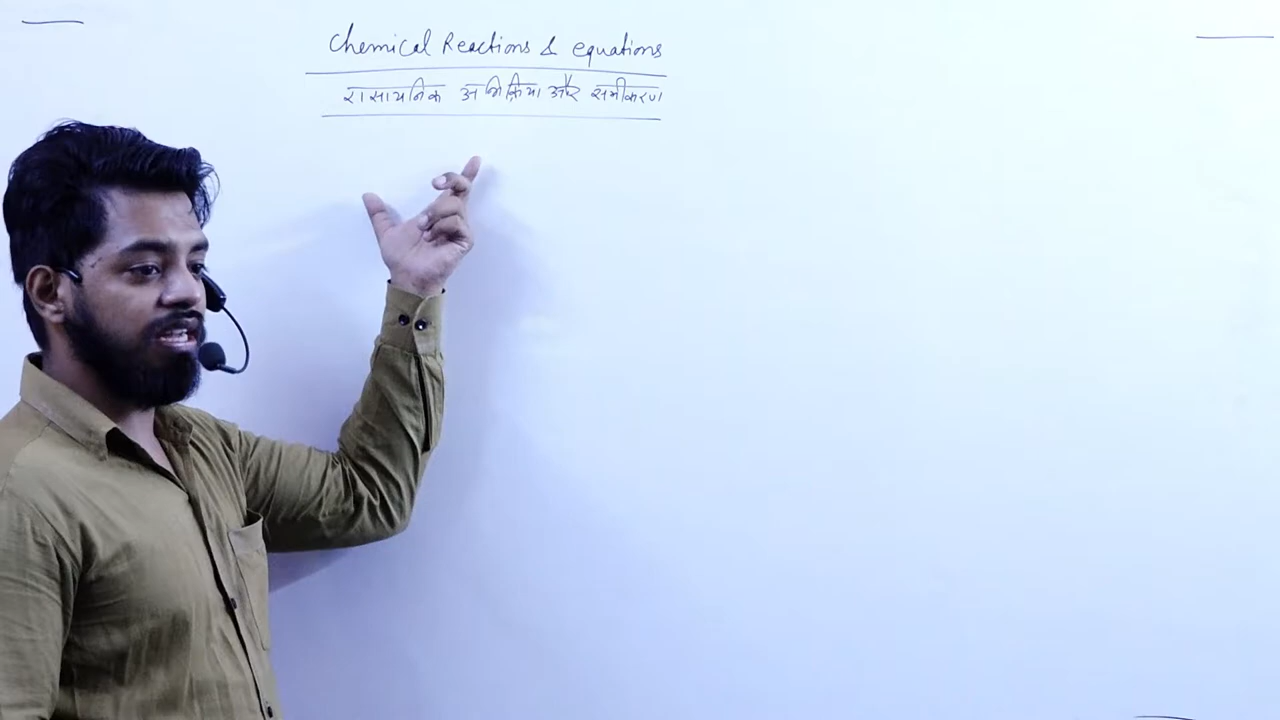 Chemical Reactions & equations
रासायनिक अभिक्रिया और समीकरण